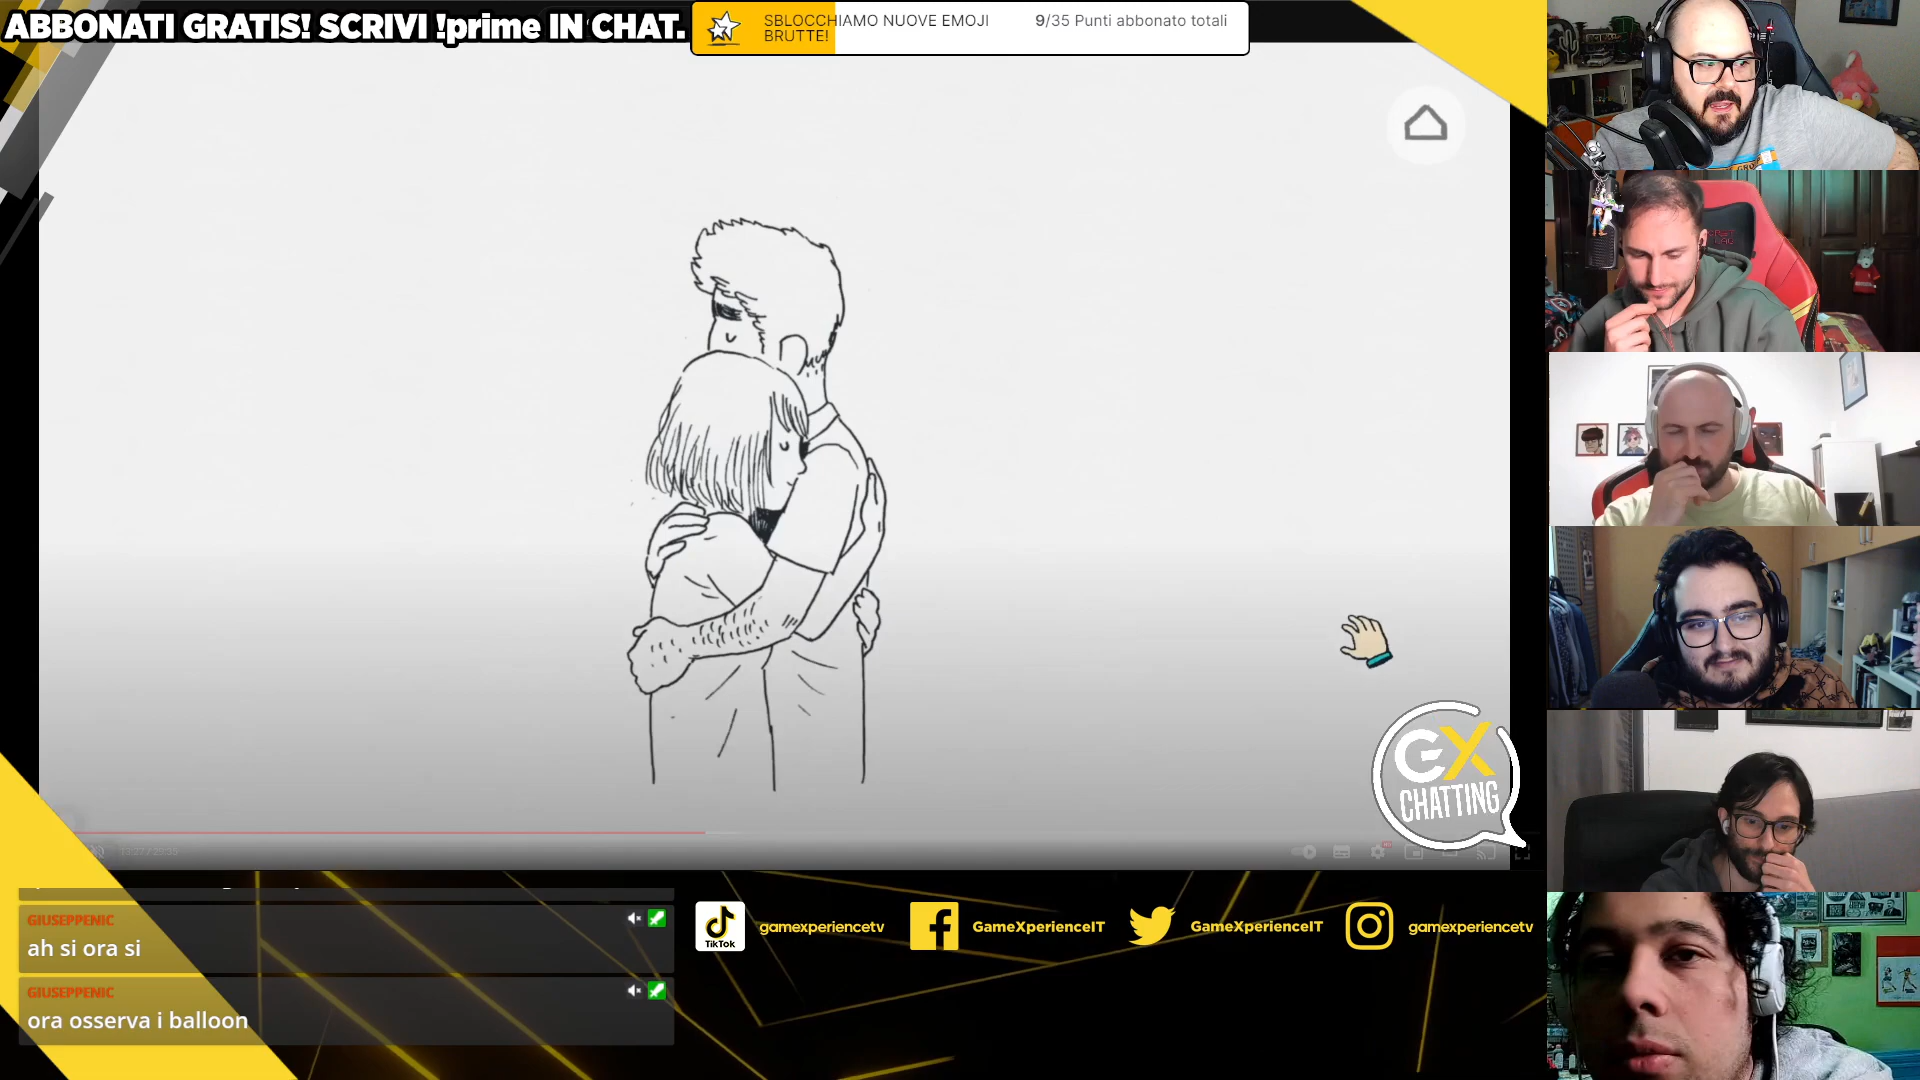 ABBONATI GRATIS! SCRIVI !prime IN CHAT.
SBLOCCHIAMO NUOVE EMOJI
BRUTTE!
9/35 Punti abbonato totali
GX
CHATTING
GIUSEPPENIC
ah si ora si
GIUSEPPENIC
ora osserva i balloon
TikTok
gamexperiencetv
GameXperienceIT
GameXperienceIT
gamexperiencetv